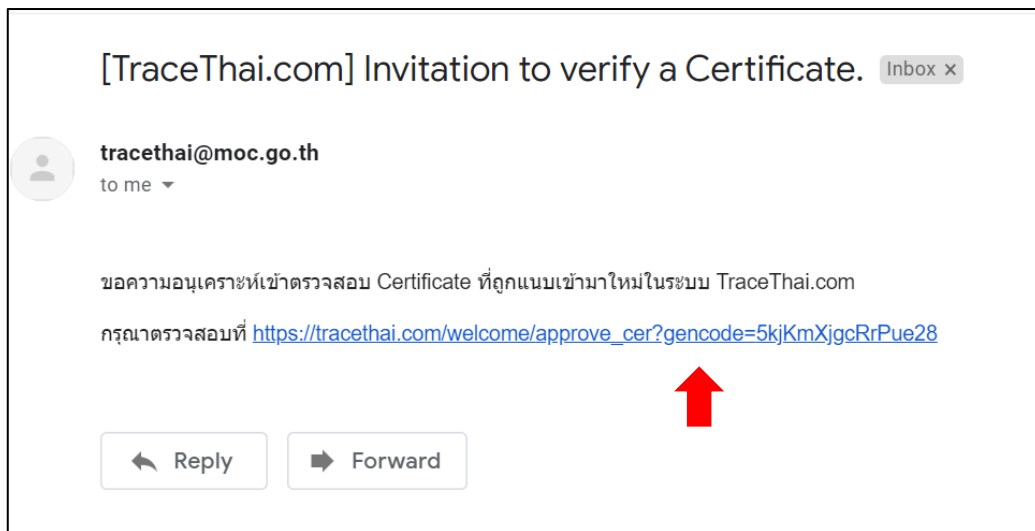 [TraceThai.com] Invitation to verify a Certificate. Inbox x
tracethai@moc.go.th
to me
ขอความอนุเคราะห์เข้าตรวจสอบ Certificate ที่ถูกแนบเข้ามาใหม่ในระบบ TraceThai.com
กรุณาตรวจสอบที่ https://tracethai.com/welcome/approve_cer?gencode=5kjKmXjgcRrPue28
Reply Forward